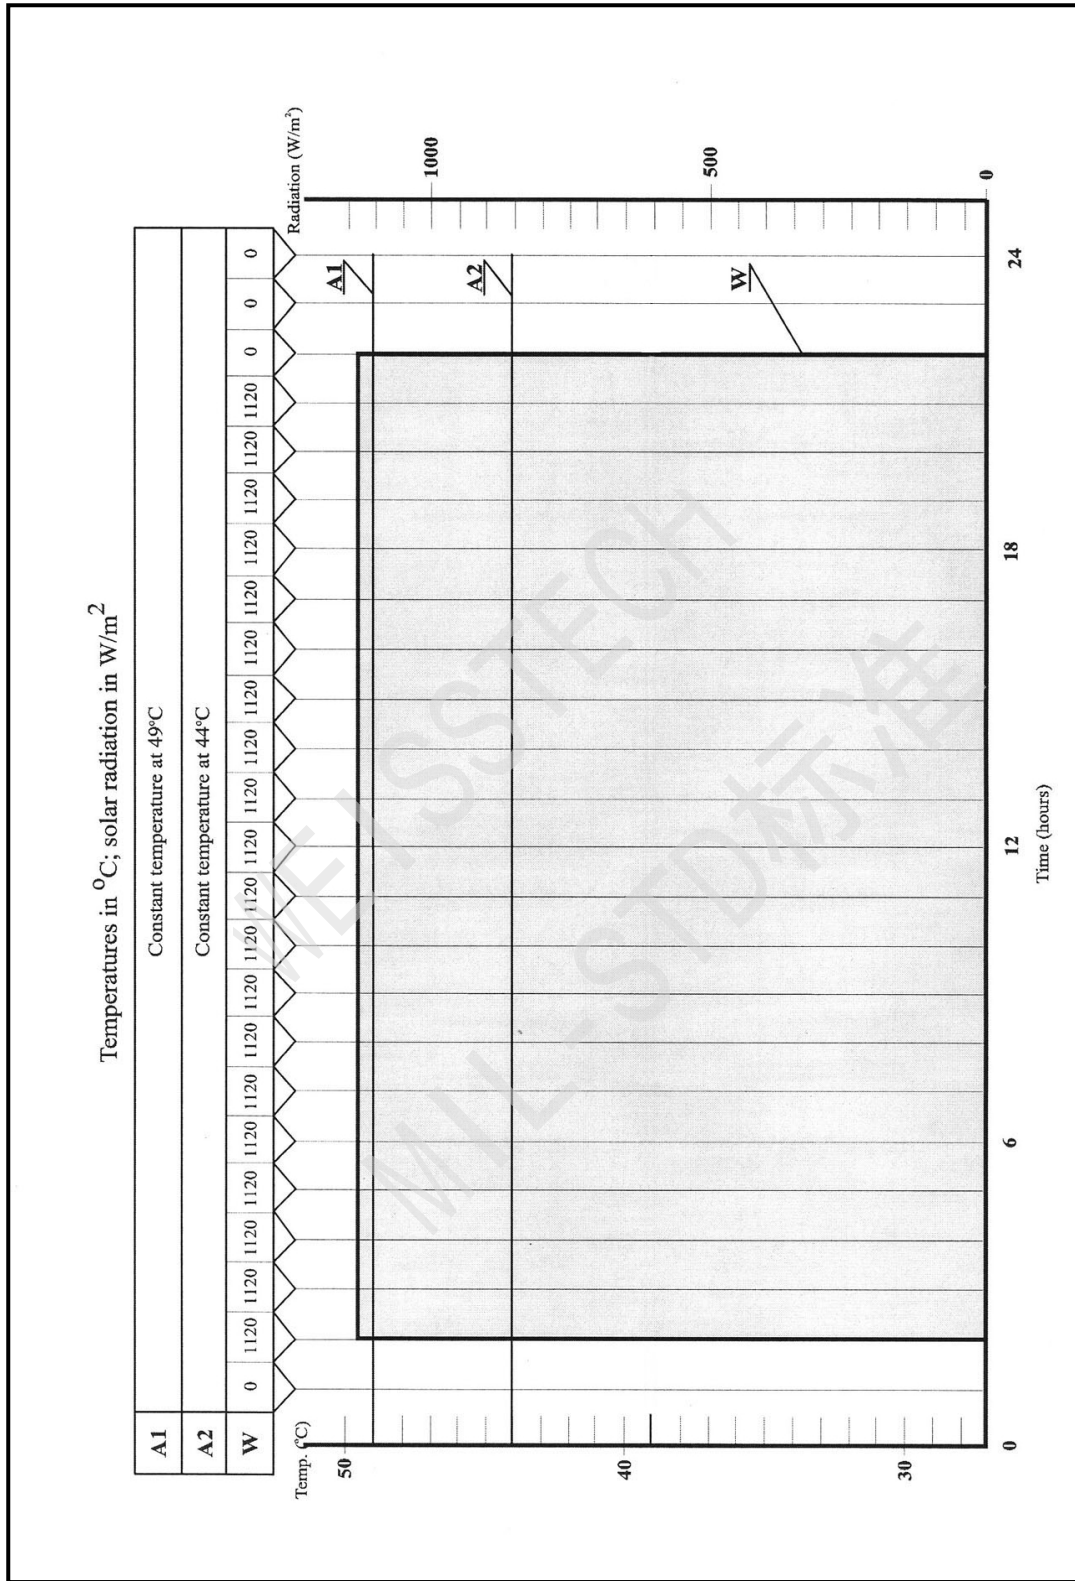 Temperatures in °C; solar radiation in W/m²
A1 Constant temperature at 49°C
A2 Constant temperature at 44°C
W 0 1120 1120 1120 1120 1120 1120 1120 1120 1120 1120 1120 1120 1120 1120 1120 1120 1120 1120 1120 1120 0 0 0
Temp. (°C)
Radiation (W/m²)
50
40
30
A1
A2
W
1000
500
0
0 6 12 18 24
Time (hours)
WEISSTECH
MIL-STD标准